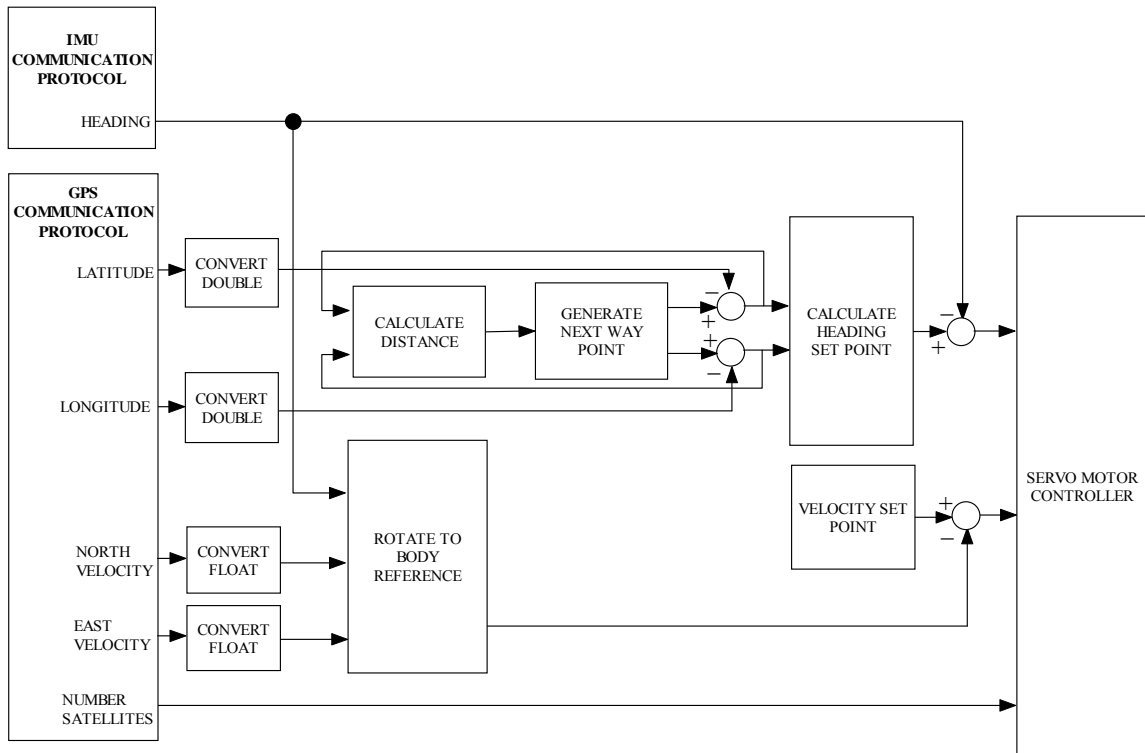 IMU
COMMUNICATION
PROTOCOL
HEADING
GPS
COMMUNICATION
PROTOCOL
LATITUDE
CONVERT
DOUBLE
LONGITUDE
CONVERT
DOUBLE
NORTH
VELOCITY
CONVERT
FLOAT
EAST
VELOCITY
CONVERT
FLOAT
NUMBER
SATELLITES
CALCULATE
DISTANCE
GENERATE
NEXT WAY
POINT
−
+
+
−
CALCULATE
HEADING
SET POINT
−
+
ROTATE TO
BODY
REFERENCE
VELOCITY SET
POINT
+
−
SERVO MOTOR
CONTROLLER